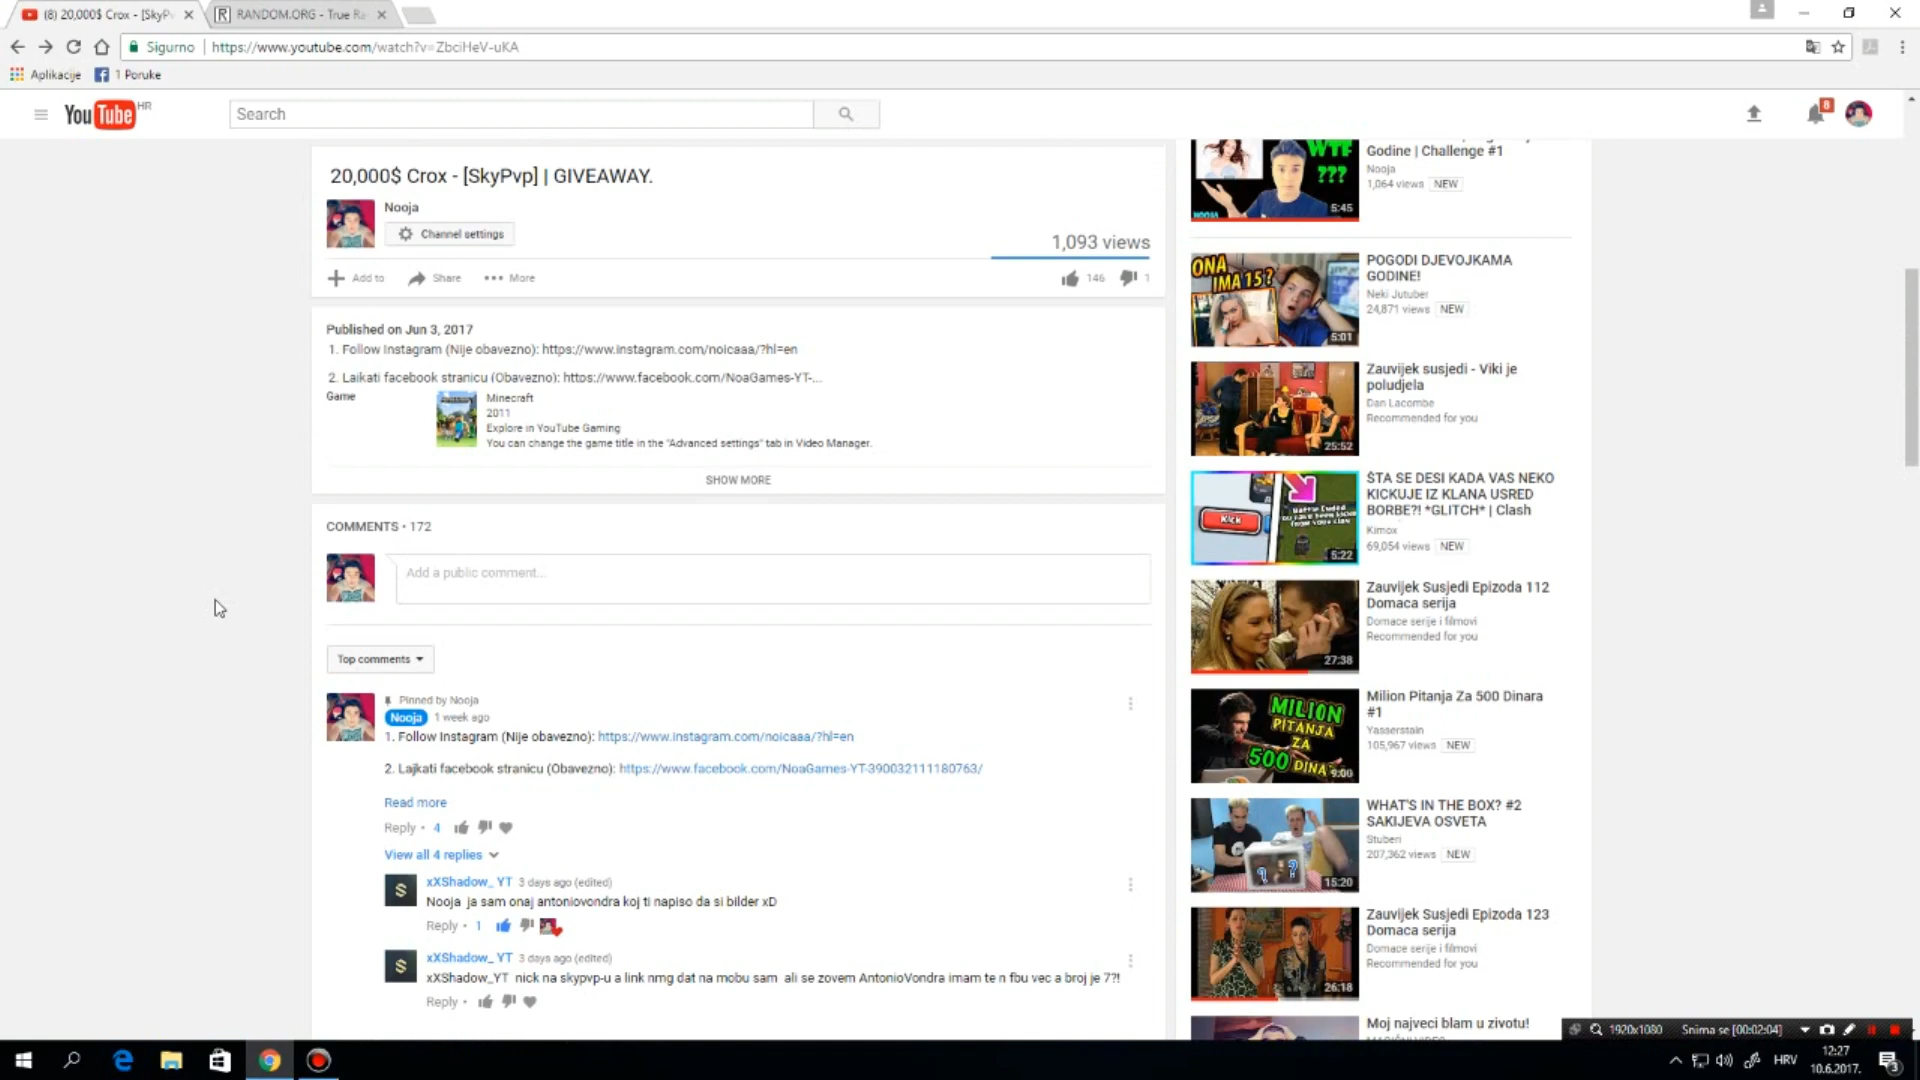 (8) 20,000$ Crox - [SkyPv
RANDOM.ORG - True Ra
Sigurno
https://www.youtube.com/watch?v=ZbciHeV-uKA
Aplikacije
1 Poruke
YouTube HR
Search
8
20,000$ Crox - [SkyPvp] | GIVEAWAY.
Nooja
Channel settings
1,093 views
Add to
Share
More
146
1
Published on Jun 3, 2017
1. Follow Instagram (Nije obavezno): https://www.instagram.com/noicaaa/?hl=en
2. Lajkati facebook stranicu (Obavezno): https://www.facebook.com/NoaGames-YT-...
Game
Minecraft
2011
Explore in YouTube Gaming
You can change the game title in the "Advanced settings" tab in Video Manager.
SHOW MORE
COMMENTS • 172
Add a public comment...
Top comments
Pinned by Nooja
Nooja 1 week ago
1. Follow Instagram (Nije obavezno): https://www.instagram.com/noicaaa/?hl=en
2. Lajkati facebook stranicu (Obavezno): https://www.facebook.com/NoaGames-YT-390032111180763/
Read more
Reply • 4
View all 4 replies
xXShadow_ YT 3 days ago (edited)
Nooja ja sam onaj antoniovondra koj ti napiso da si bilder xD
Reply • 1
xXShadow_ YT 3 days ago (edited)
xXShadow_YT nick na skypvp-u a link nmg dat na mobu sam ali se zovem AntonioVondra imam te n fbu vec a broj je 7?!
Reply •
WTF
???
NOOJA
5:45
Godine | Challenge #1
Nooja
1,064 views NEW
ONA
IMA 15?
5:01
POGODI DJEVOJKAMA
GODINE!
Neki Jutuber
24,871 views NEW
25:52
Zauvijek susjedi - Viki je
poludjela
Dan Lacombe
Recommended for you
Kick
5:22
ŠTA SE DESI KADA VAS NEKO
KICKUJE IZ KLANA USRED
BORBE?! *GLITCH* | Clash
Kimox
69,054 views NEW
27:38
Zauvijek Susjedi Epizoda 112
Domaca serija
Domace serije i filmovi
Recommended for you
MILION
PITANJA
ZA
500 DINA
9:00
Milion Pitanja Za 500 Dinara
#1
Yasserstain
105,967 views NEW
? ?
15:20
WHAT'S IN THE BOX? #2
SAKIJEVA OSVETA
Stuberi
207,362 views NEW
26:18
Zauvijek Susjedi Epizoda 123
Domaca serija
Domace serije i filmovi
Recommended for you
Moj najveci blam u zivotu!
1920x1080
Snima se [00:02:04]
HRV
12:27
10.6.2017.
3